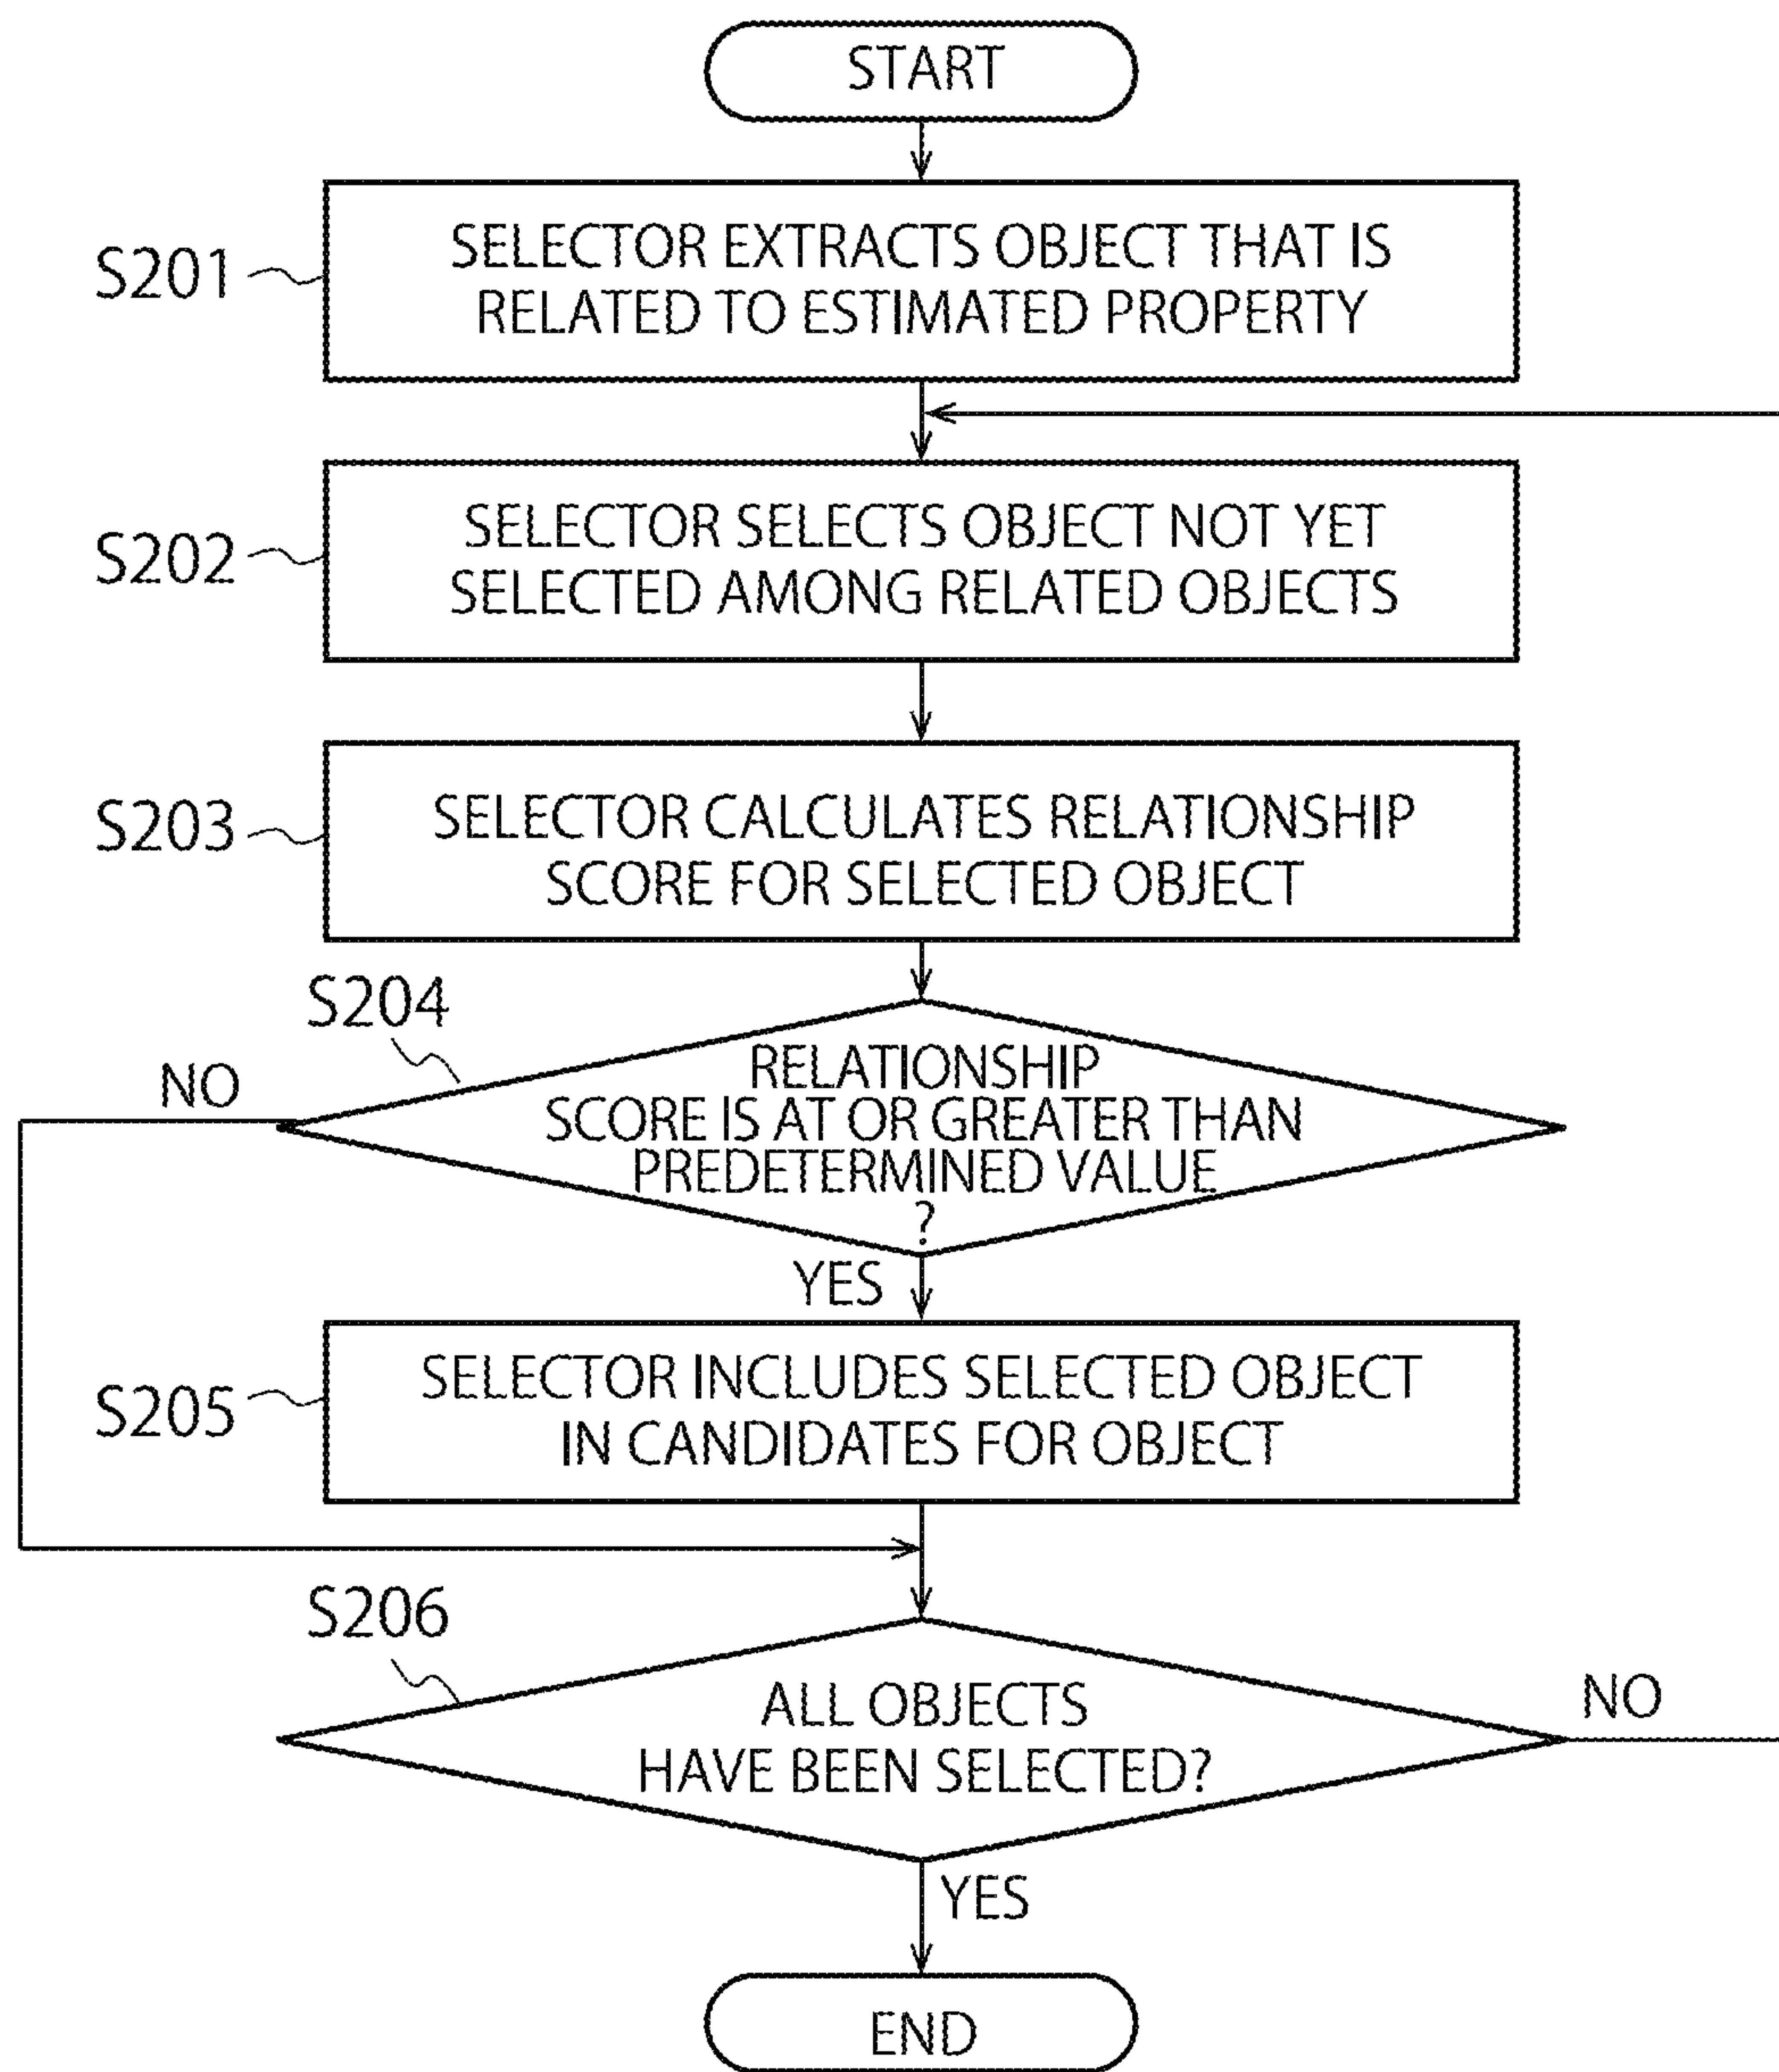 START
S201
SELECTOR EXTRACTS OBJECT THAT IS
RELATED TO ESTIMATED PROPERTY
S202
SELECTOR SELECTS OBJECT NOT YET
SELECTED AMONG RELATED OBJECTS
S203
SELECTOR CALCULATES RELATIONSHIP
SCORE FOR SELECTED OBJECT
S204
NO
RELATIONSHIP
SCORE IS AT OR GREATER THAN
PREDETERMINED VALUE
?
YES
S205
SELECTOR INCLUDES SELECTED OBJECT
IN CANDIDATES FOR OBJECT
S206
ALL OBJECTS
HAVE BEEN SELECTED?
NO
YES
END